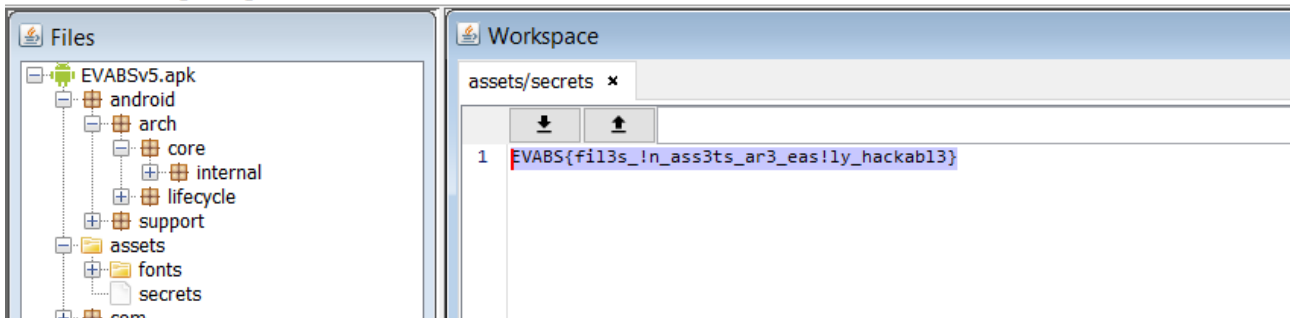 Files
EVABSv5.apk
android
arch
core
internal
lifecycle
support
assets
fonts
secrets
com
Workspace
assets/secrets ×
1 EVABS{fil3s_!n_ass3ts_ar3_eas!ly_hackabl3}